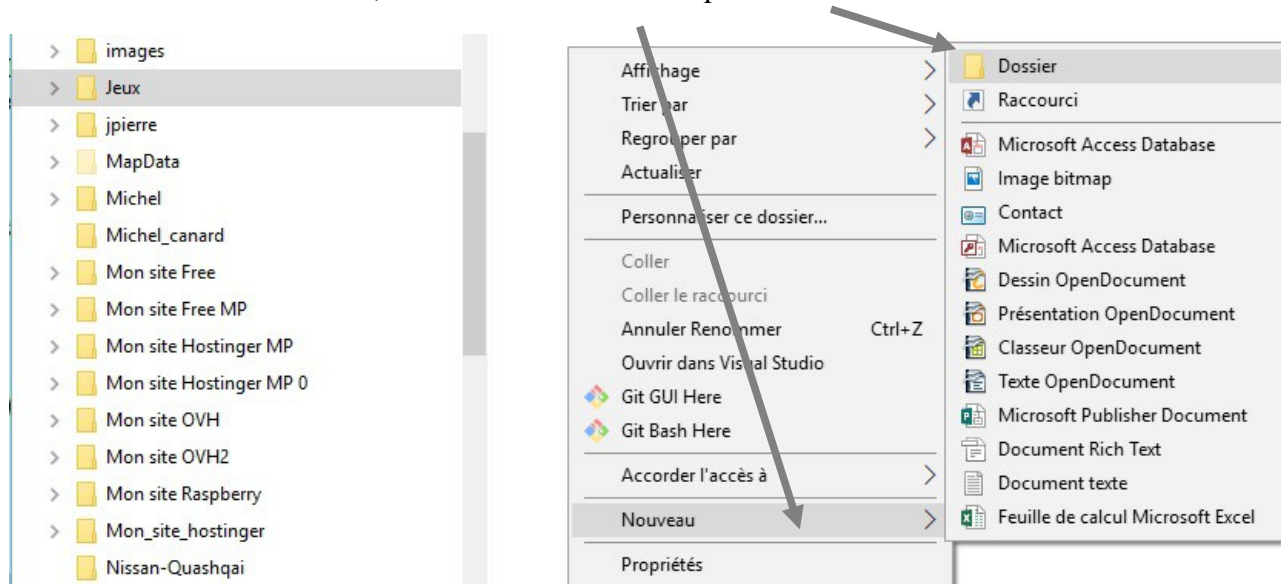 images
Jeux
jpierre
MapData
Michel
Michel_canard
Mon site Free
Mon site Free MP
Mon site Hostinger MP
Mon site Hostinger MP 0
Mon site OVH
Mon site OVH2
Mon site Raspberry
Mon_site_hostinger
Nissan-Quashqai
Affichage
Trier par
Regrouper par
Actualiser
Personnaliser ce dossier...
Coller
Coller le raccourci
Annuler Renommer Ctrl+Z
Ouvrir dans Visual Studio
Git GUI Here
Git Bash Here
Accorder l'accès à
Nouveau
Propriétés
Dossier
Raccourci
Microsoft Access Database
Image bitmap
Contact
Microsoft Access Database
Dessin OpenDocument
Présentation OpenDocument
Classeur OpenDocument
Texte OpenDocument
Microsoft Publisher Document
Document Rich Text
Document texte
Feuille de calcul Microsoft Excel